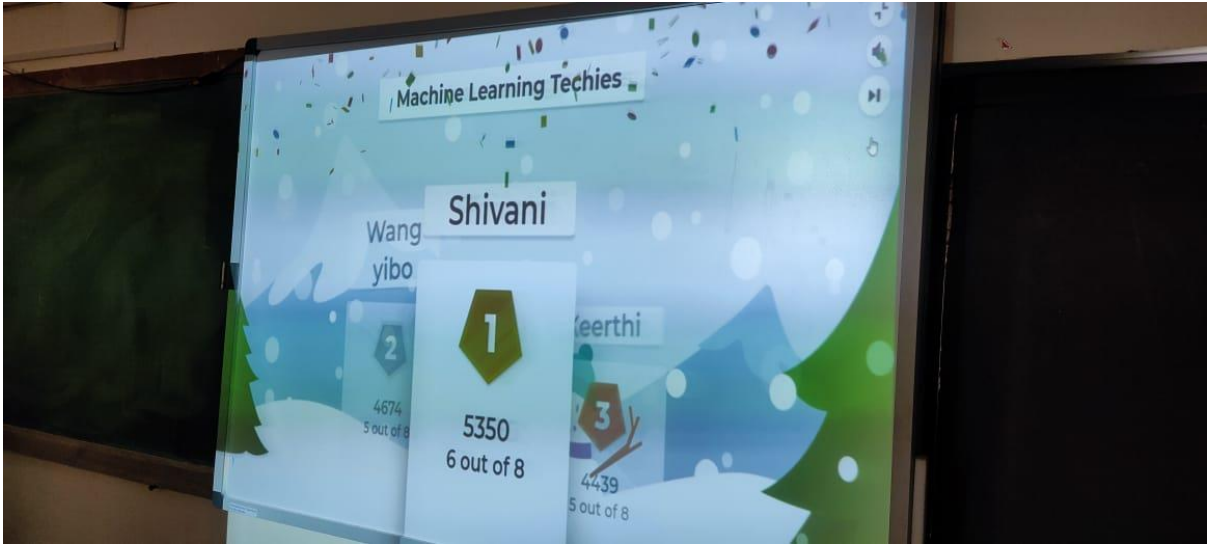 Machine Learning Techies
Shivani
1
5350
6 out of 8
Wang
yibo
2
4674
5 out of 8
eerthi
3
4439
5 out of 8